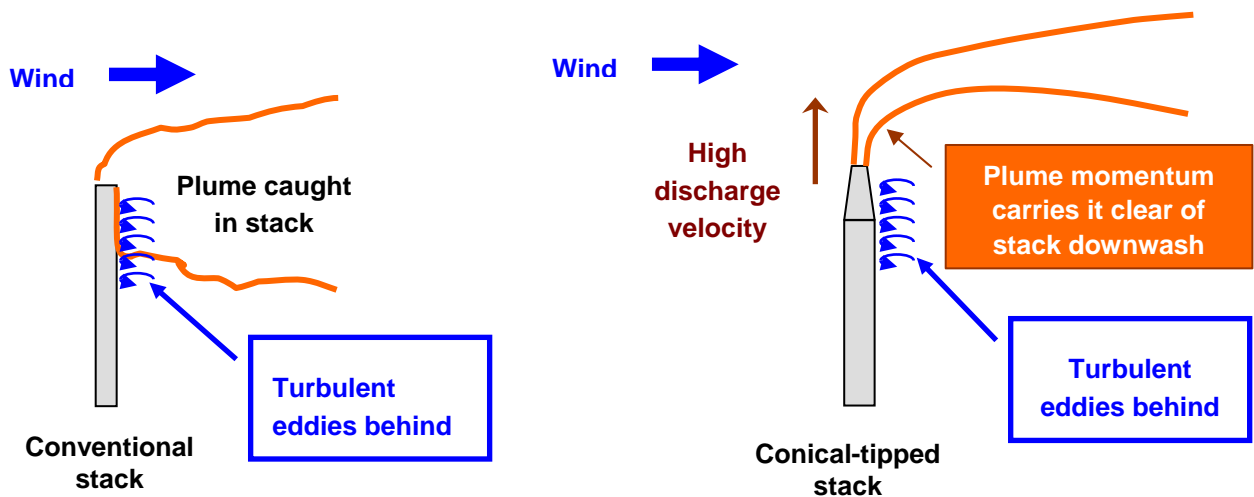 Wind
Plume caught
in stack
Turbulent
eddies behind
Conventional
stack
Wind
High
discharge
velocity
Plume momentum
carries it clear of
stack downwash
Turbulent
eddies behind
Conical-tipped
stack